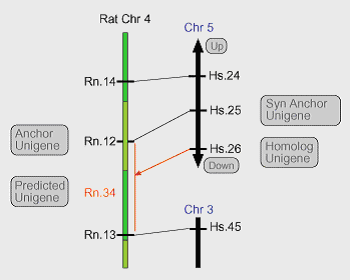 Rat Chr 4
Chr 5
Up
Rn.14
Hs.24
Hs.25
Syn Anchor
Unigene
Anchor
Unigene
Rn.12
Hs.26
Homolog
Unigene
Down
Predicted
Unigene
Rn.34
Chr 3
Rn.13
Hs.45